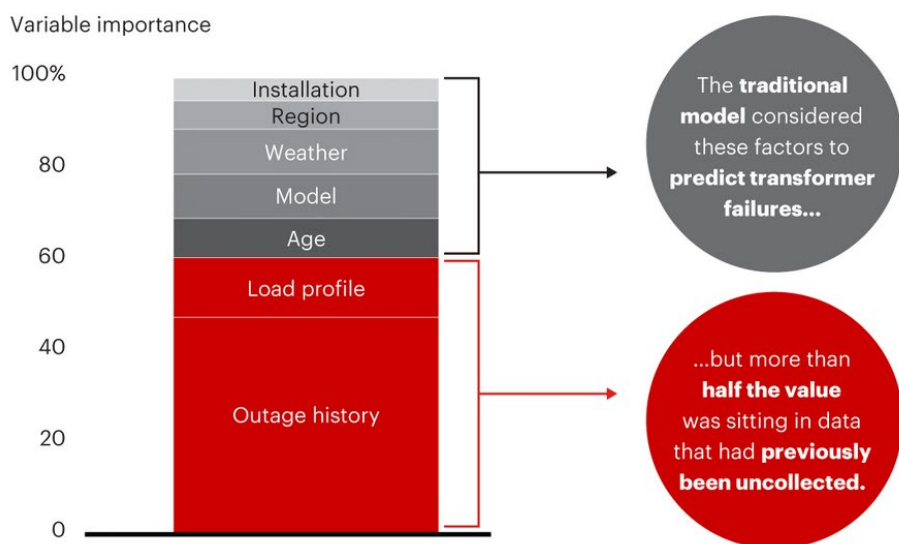 Variable importance
100%
80
60
40
20
0
Installation
Region
Weather
Model
Age
Load profile
Outage history
The traditional
model considered
these factors to
predict transformer
failures...
...but more than
half the value
was sitting in data
that had previously
been uncollected.